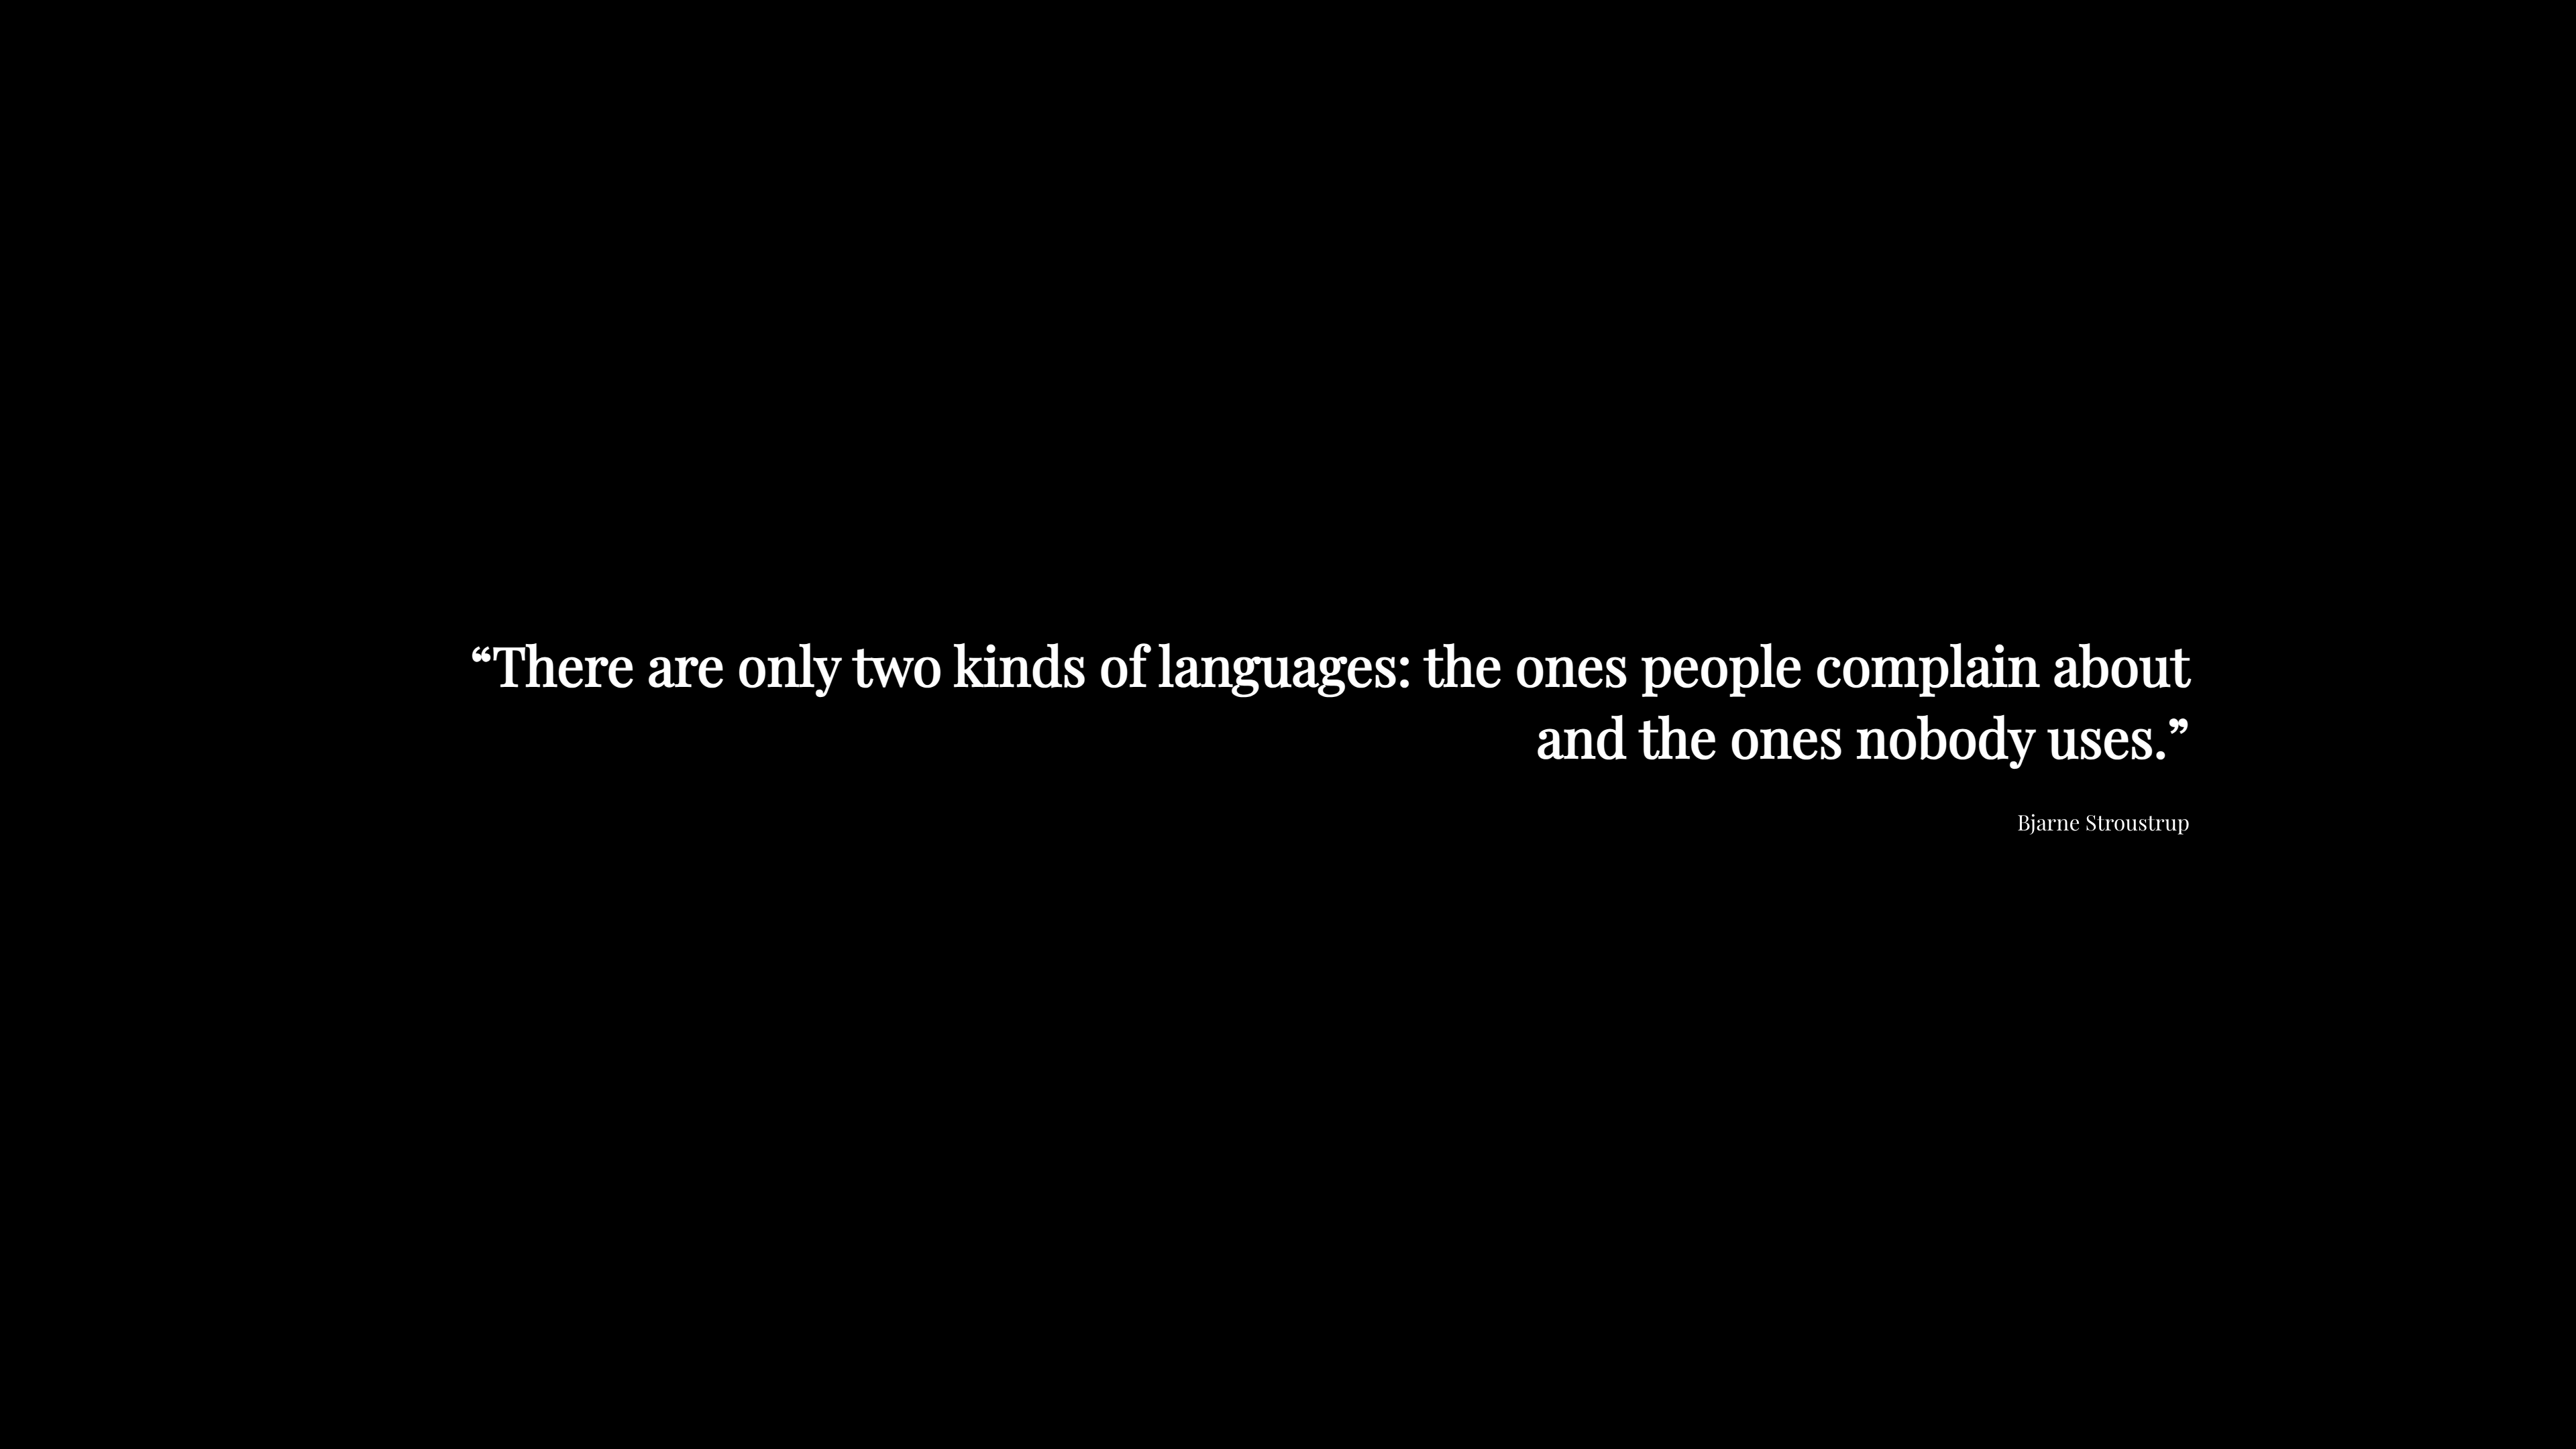 “There are only two kinds of languages: the ones people complain about
and the ones nobody uses.”
Bjarne Stroustrup